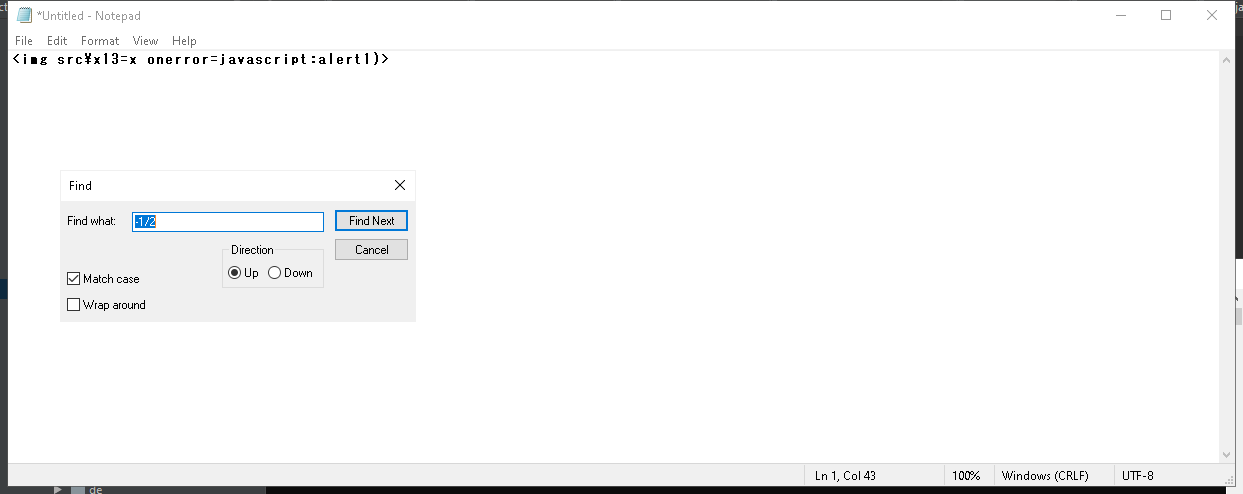 *Untitled - Notepad
File Edit Format View Help
<img src¥x13=x onerror=javascript:alert1)>
Find
Find what: -1/2 Find Next
Direction Cancel
Up Down
Match case
Wrap around
Ln 1, Col 43 100% Windows (CRLF) UTF-8
de